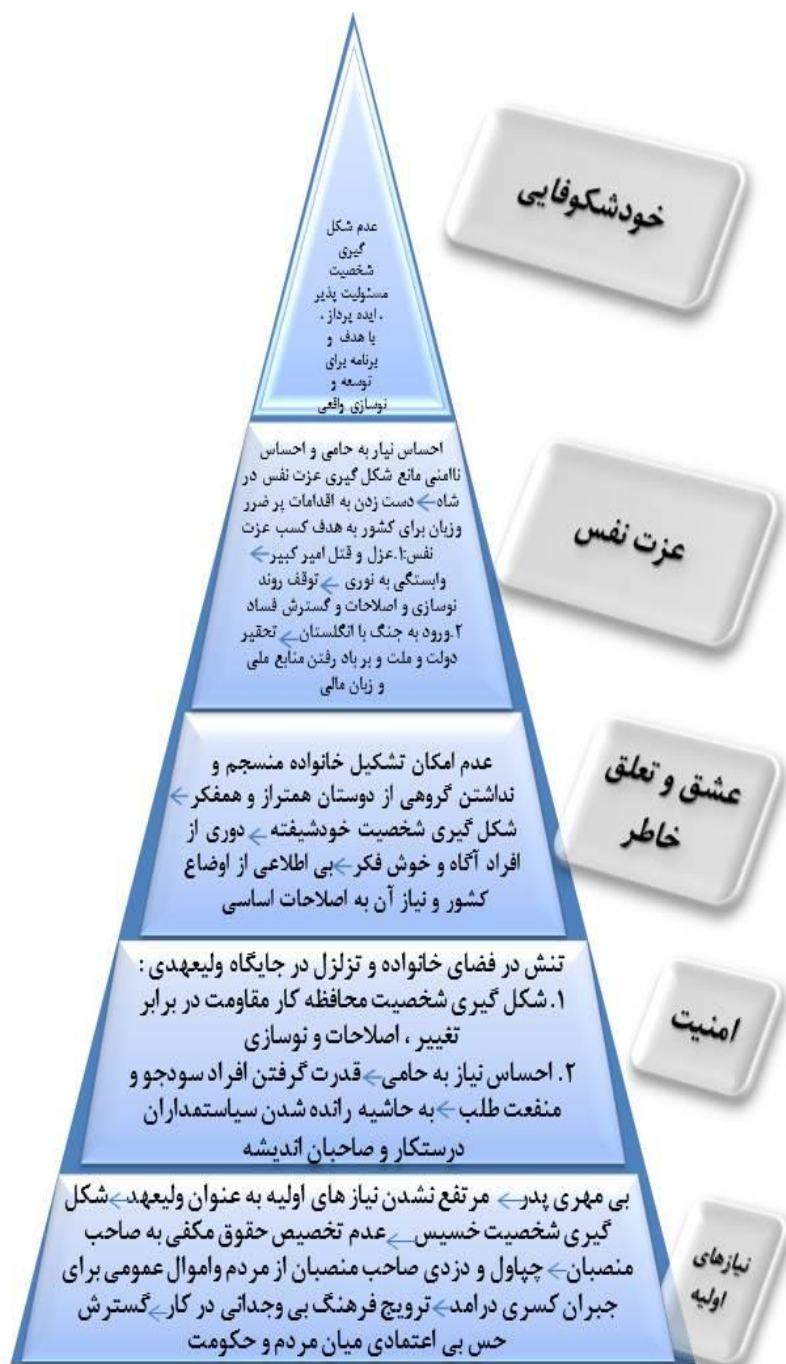 خودشکوفایی
عدم شکل
گیری
شخصیت
مسئولیت پذیر
، ایده پرداز ،
با هدف و
برنامه برای
توسعه و
نوسازی واقعی
عزت نفس
احساس نیار به حامی و احساس
ناامنی مانع شکل گیری عزت نفس در
شاه ← دست زدن به اقدامات پر ضرر
وزیان برای کشور به هدف کسب عزت
نفس:۱.عزل و قتل امیر کبیر ←
وابستگی به نوری ← توقف روند
نوسازی و اصلاحات و گسترش فساد
۲.ورود به جنگ با انگلستان ← تحقیر
دولت و ملت و بر باد رفتن منابع ملی
و زیان مالی
عشق و تعلق
خاطر
عدم امکان تشکیل خانواده منسجم و
نداشتن گروهی از دوستان همتراز و همفکر ←
شکل گیری شخصیت خودشیفته ← دوری از
افراد آگاه و خوش فکر ← بی اطلاعی از اوضاع
کشور و نیاز آن به اصلاحات اساسی
امنیت
تنش در فضای خانواده و تزلزل در جایگاه ولیعهدی :
۱. شکل گیری شخصیت محافظه کار مقاومت در برابر
تغییر ، اصلاحات و نوسازی
۲. احساس نیاز به حامی ← قدرت گرفتن افراد سودجو و
منفعت طلب ← به حاشیه رانده شدن سیاستمداران
درستکار و صاحبان اندیشه
نیازهای
اولیه
بی مهری پدر ← مرتفع نشدن نیاز های اولیه به عنوان ولیعهد ← شکل
گیری شخصیت خسیس ← عدم تخصیص حقوق مکفی به صاحب
منصبان ← چپاول و دزدی صاحب منصبان از مردم واموال عمومی برای
جبران کسری درامد ← ترویج فرهنگ بی وجدانی در کار ← گسترش
حس بی اعتمادی میان مردم و حکومت